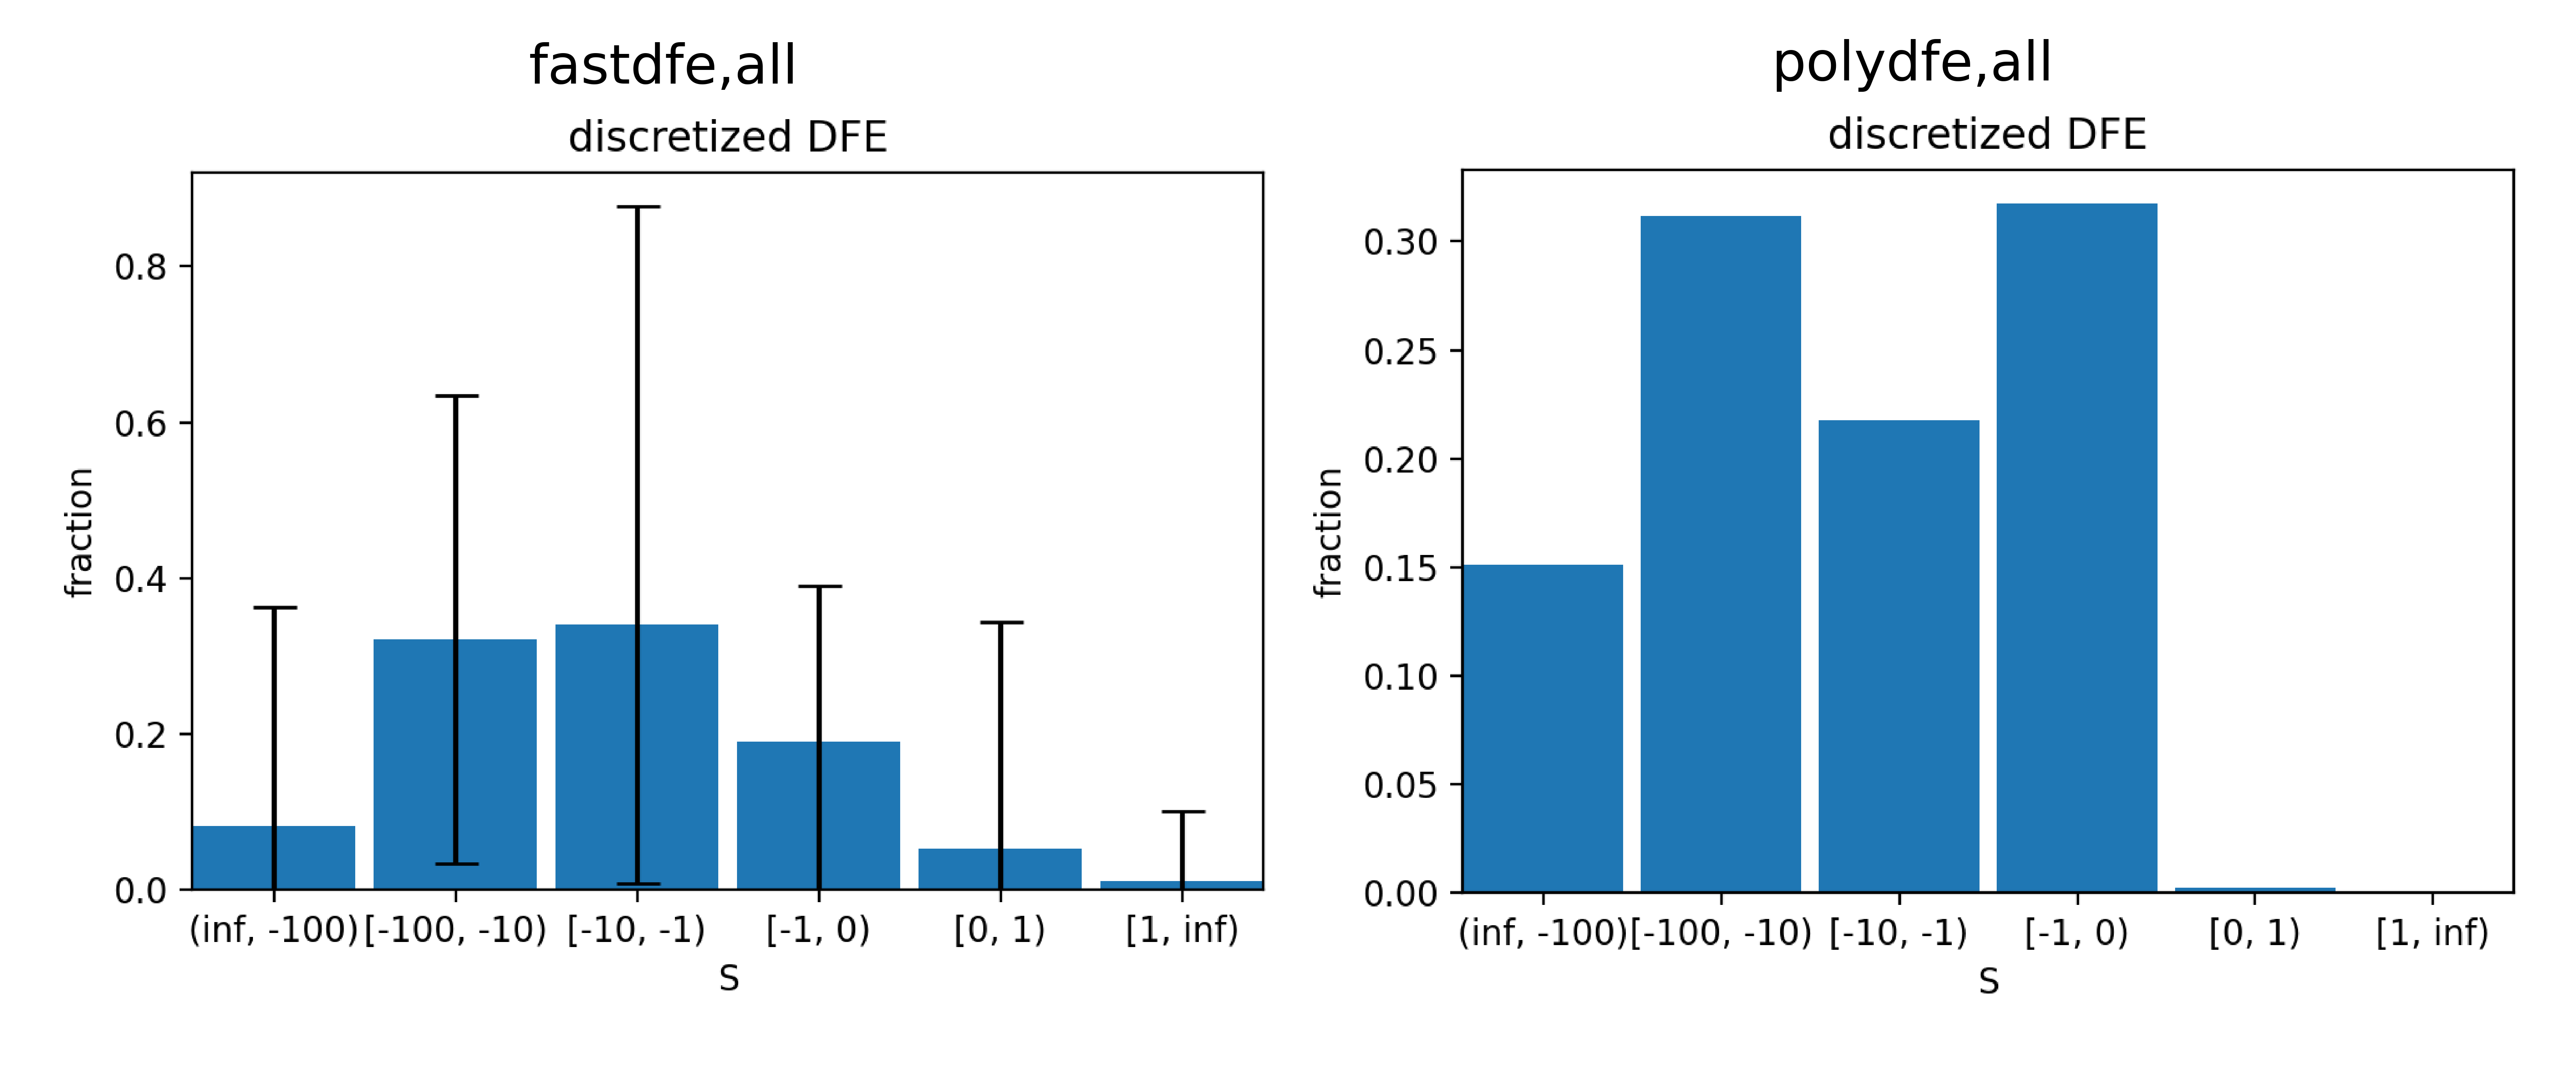 fastdfe,all
discretized DFE
fraction
0.8
0.6
0.4
0.2
0.0
(inf, -100)
[-100, -10)
[-10, -1)
[-1, 0)
[0, 1)
[1, inf)
S
polydfe,all
discretized DFE
fraction
0.30
0.25
0.20
0.15
0.10
0.05
0.00
(inf, -100)
[-100, -10)
[-10, -1)
[-1, 0)
[0, 1)
[1, inf)
S